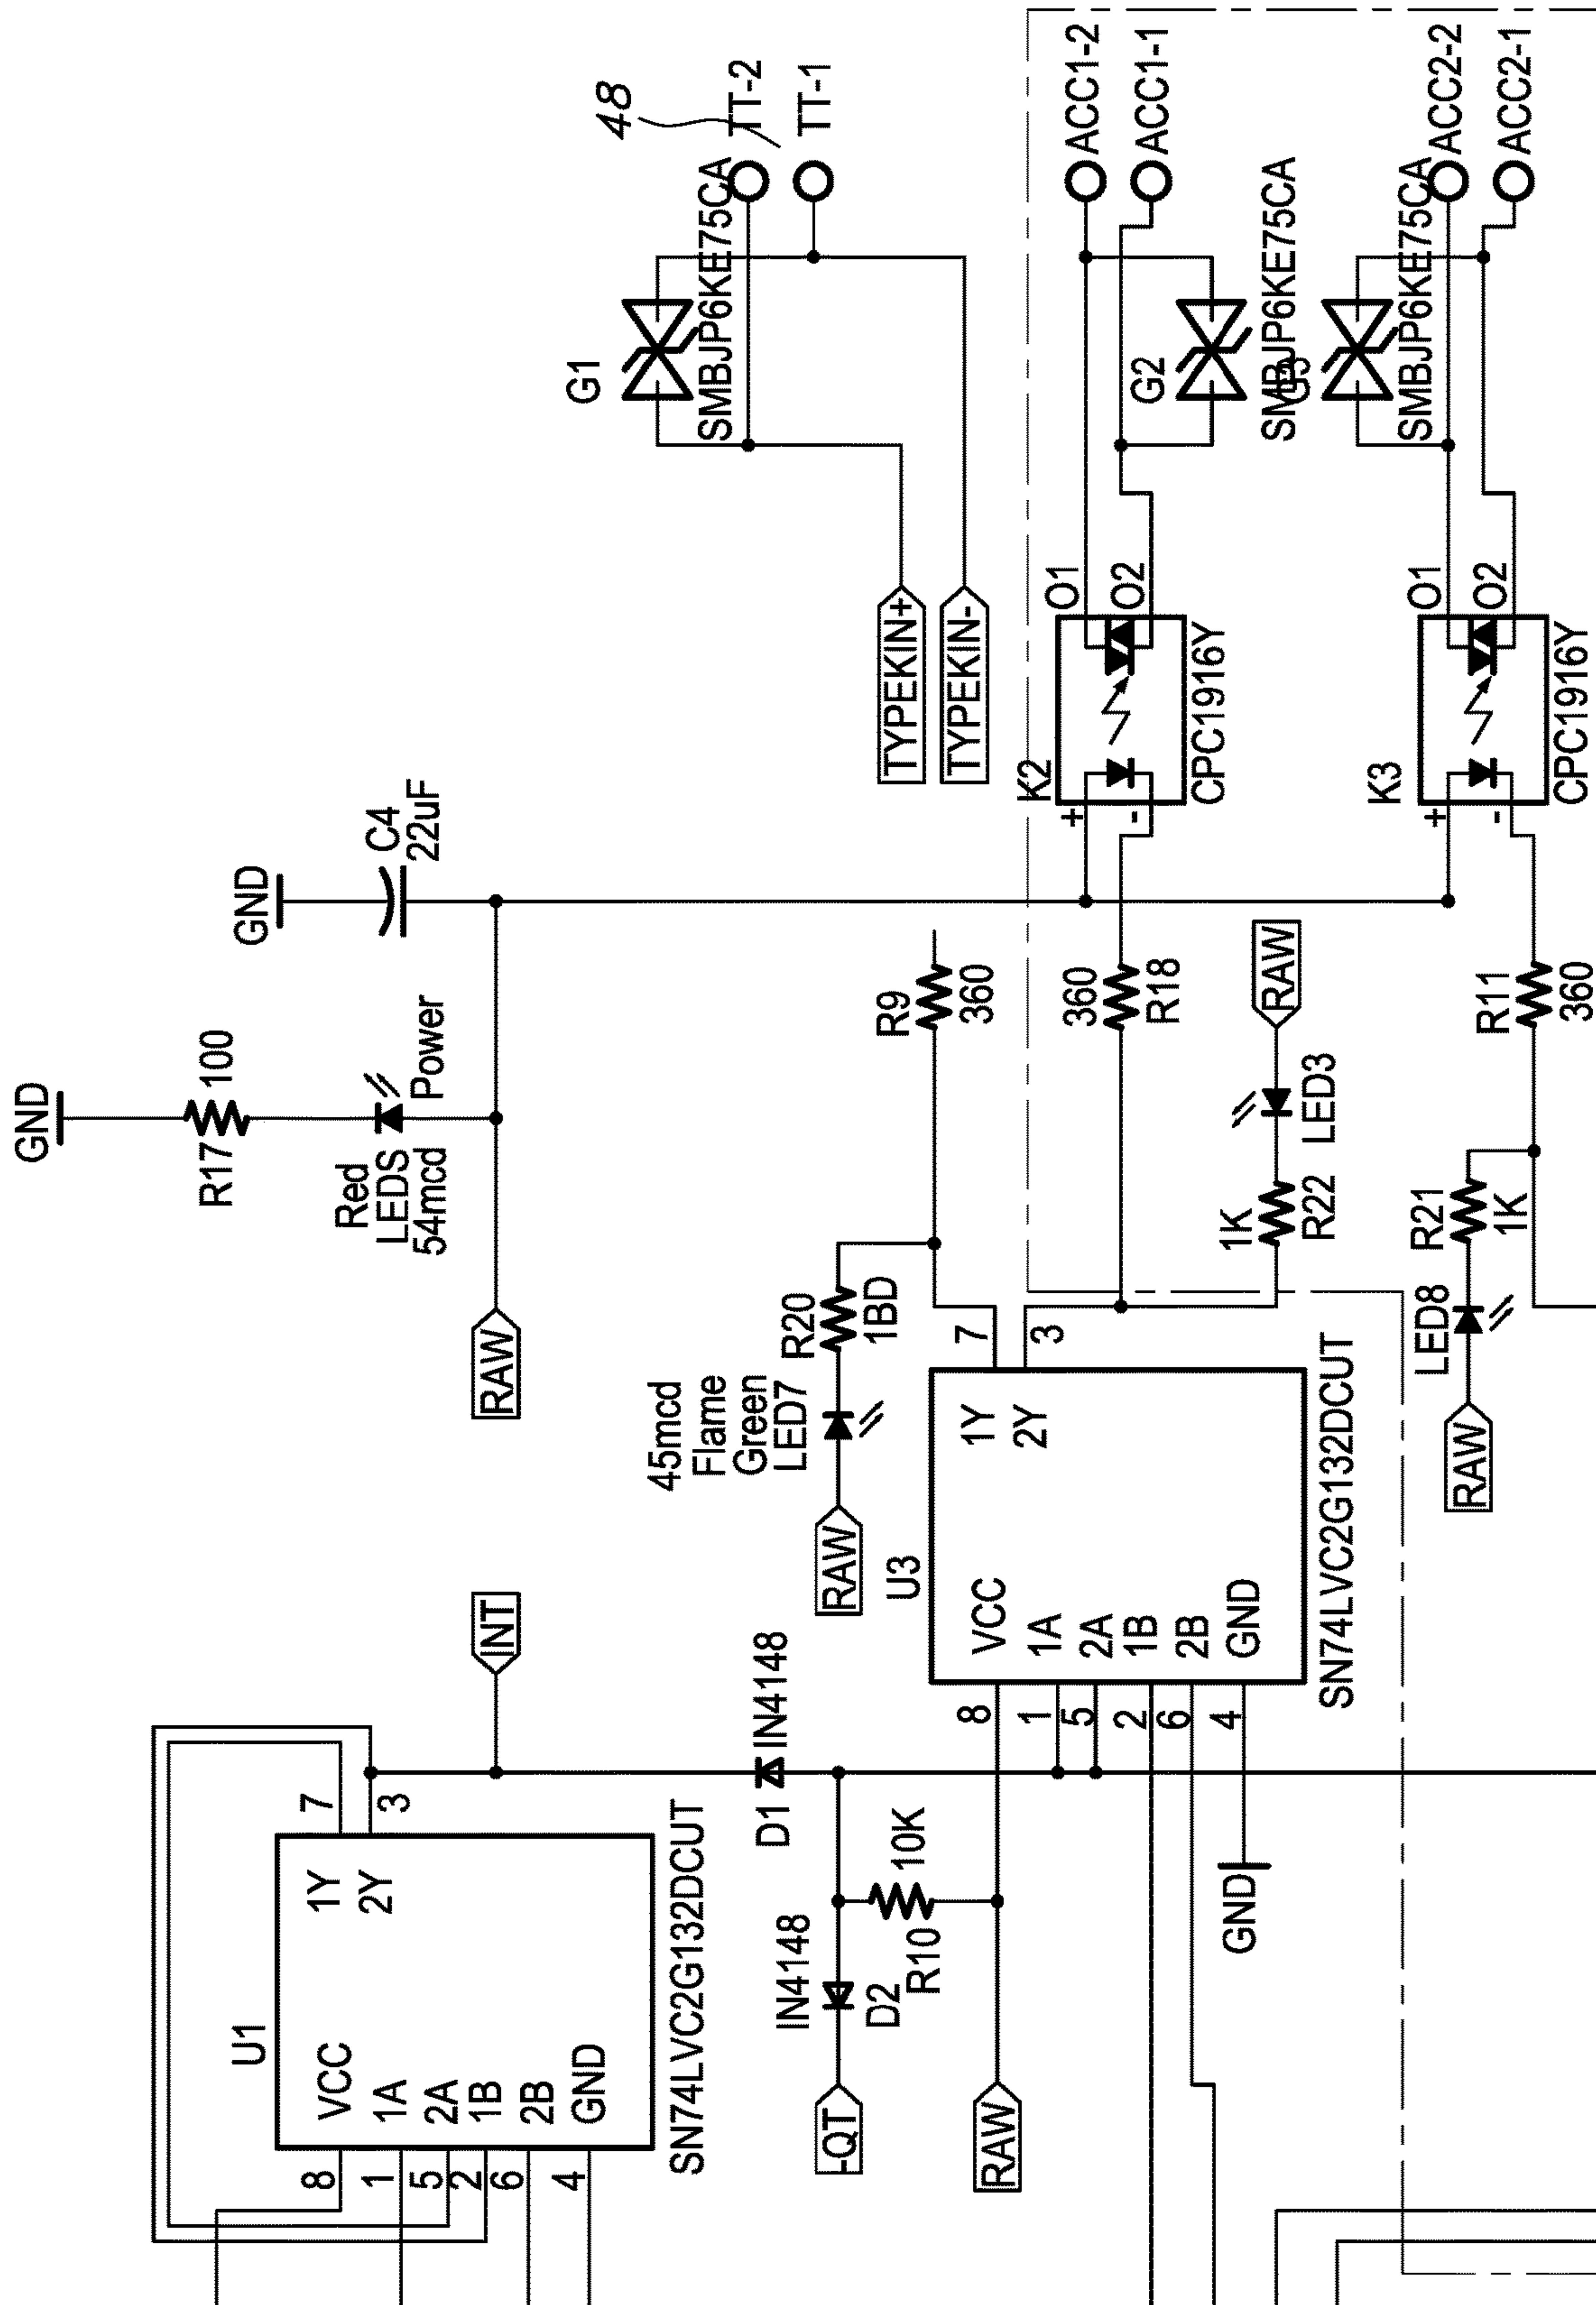 48
TT-2
TT-1
ACC1-2
ACC1-1
ACC2-2
ACC2-1
G1
SMBJP6KE75CA
G2
SMBJP6KE75CA
G3
SMBJP6KE75CA
TYPEKIN+
TYPEKIN-
O1
O2
K2
+
-
CPC1916Y
O1
O2
K3
+
-
CPC1916Y
GND
C4
22uF
GND
R17
100
Red
LEDS
54mcd
Power
RAW
R9
360
360
R18
RAW
LED3
1K
R22
R11
360
R21
1K
LED8
RAW
45mcd
Flame
Green
LED7
R20
1BD
RAW
U3
7
3
1Y
2Y
VCC
1A
2A
1B
2B
GND
8
1
5
2
6
4
SN74LVC2G132DCUT
GND
INT
D1
IN4148
7
3
1Y
2Y
U1
VCC
1A
2A
1B
2B
GND
8
1
5
2
6
4
SN74LVC2G132DCUT
IN4148
D2
R10
10K
-QT
RAW